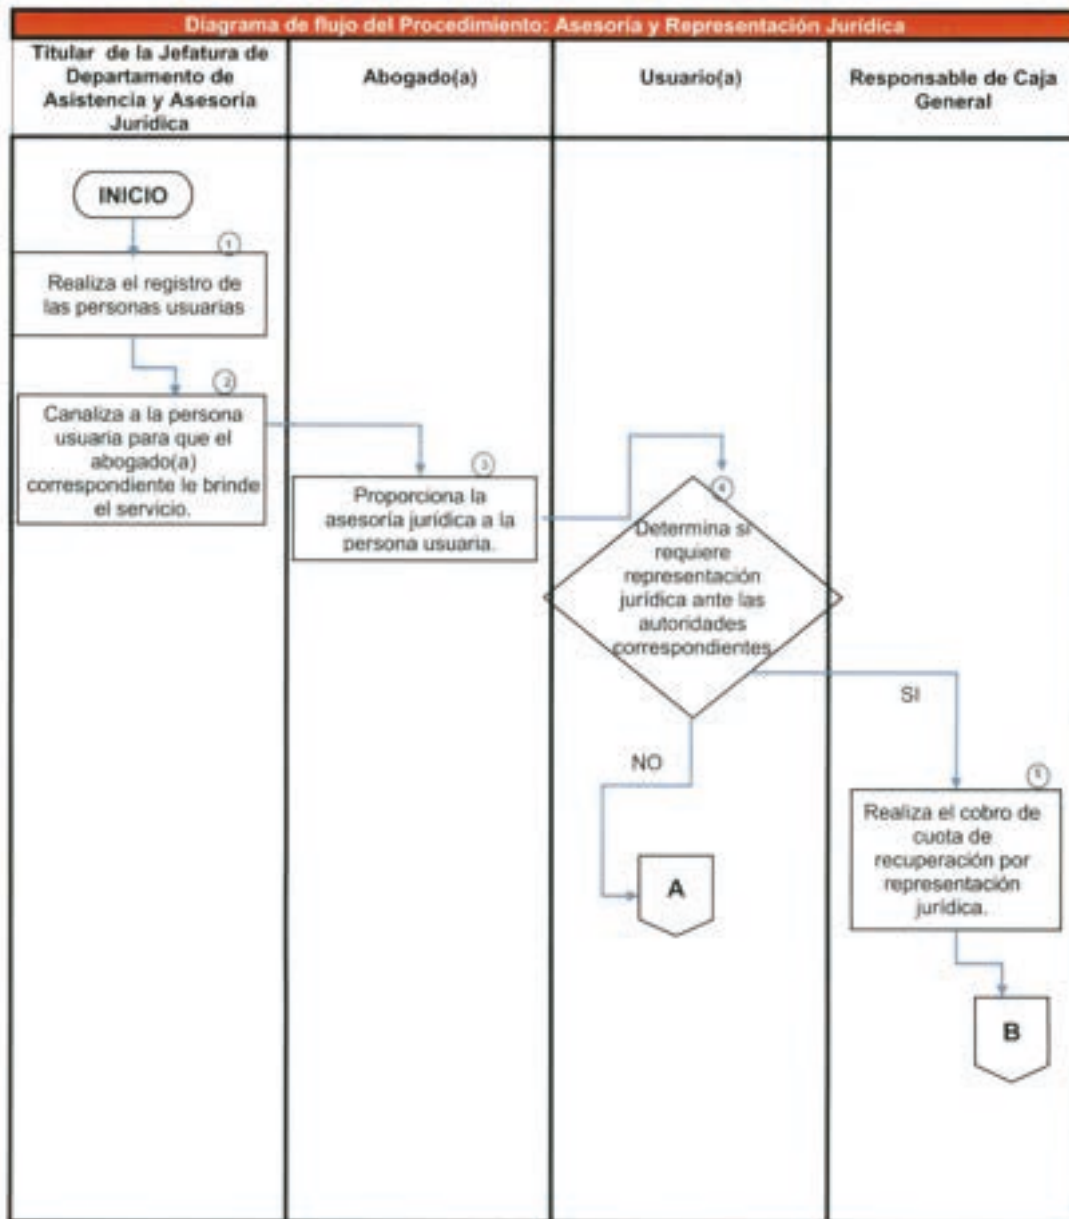 Diagrama de flujo del Procedimiento: Asesoría y Representación Jurídica
Titular de la Jefatura de
Departamento de
Asistencia y Asesoría
Jurídica
Abogado(a)
Usuario(a)
Responsable de Caja
General
INICIO
1
Realiza el registro de
las personas usuarias
2
Canaliza a la persona
usuaria para que el
abogado(a)
correspondiente le brinde
el servicio.
3
Proporciona la
asesoría jurídica a la
persona usuaria.
4
Determina si
requiere
representación
jurídica ante las
autoridades
correspondientes
SI
NO
5
Realiza el cobro de
cuota de
recuperación por
representación
jurídica.
A
B